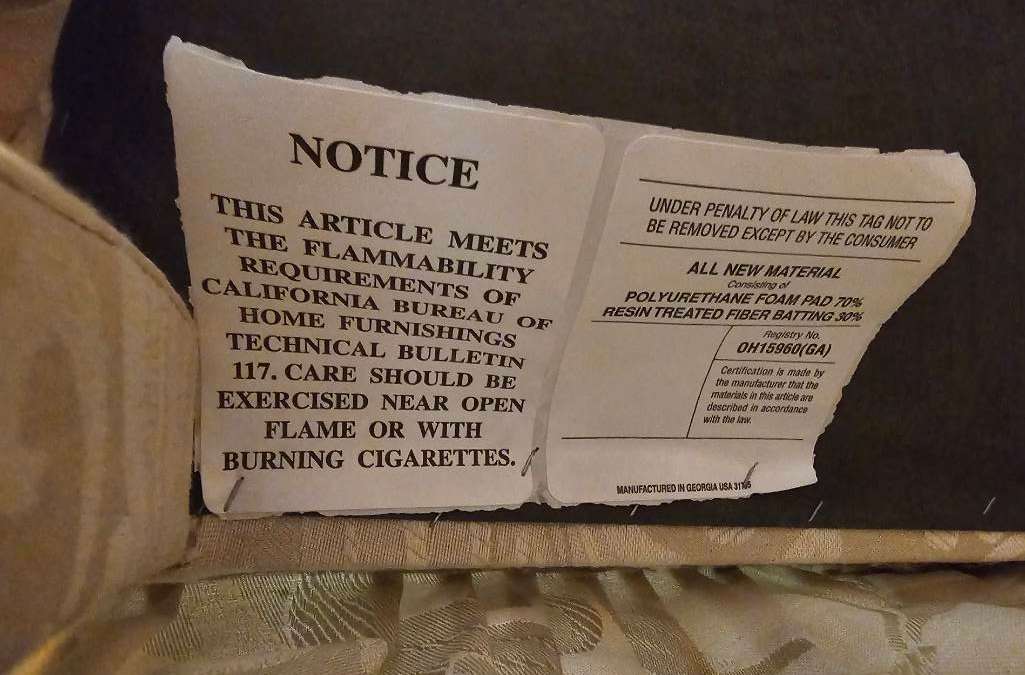 NOTICE
THIS ARTICLE MEETS
THE FLAMMABILITY
REQUIREMENTS OF
CALIFORNIA BUREAU OF
HOME FURNISHINGS
TECHNICAL BULLETIN
117. CARE SHOULD BE
EXERCISED NEAR OPEN
FLAME OR WITH
BURNING CIGARETTES.
UNDER PENALTY OF LAW THIS TAG NOT TO
BE REMOVED EXCEPT BY THE CONSUMER
ALL NEW MATERIAL
Consisting of
POLYURETHANE FOAM PAD 70%
RESIN TREATED FIBER BATTING 30%
Registry No.
OH15960(GA)
Certification is made by
the manufacturer that the
materials in this article are
described in accordance
with the law.
MANUFACTURED IN GEORGIA USA